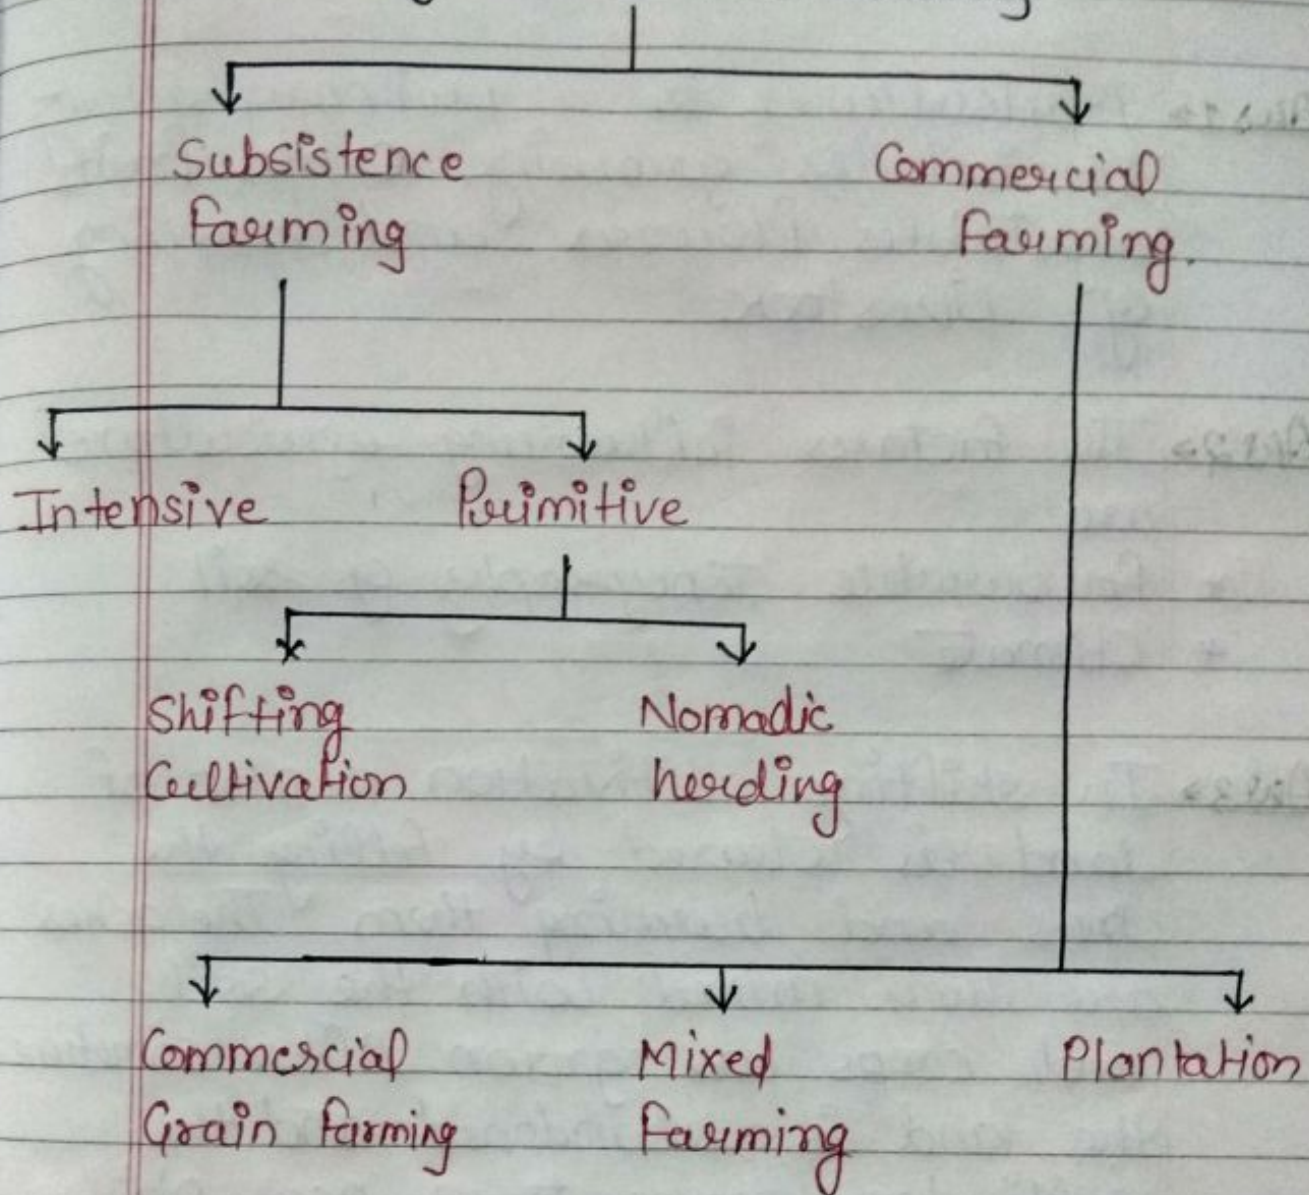 Subsistence
Farming
Commercial
Farming.
Intensive
Primitive
Shifting
Cultivation
Nomadic
herding
Commercial
Grain Farming
Mixed
Farming
Plantation